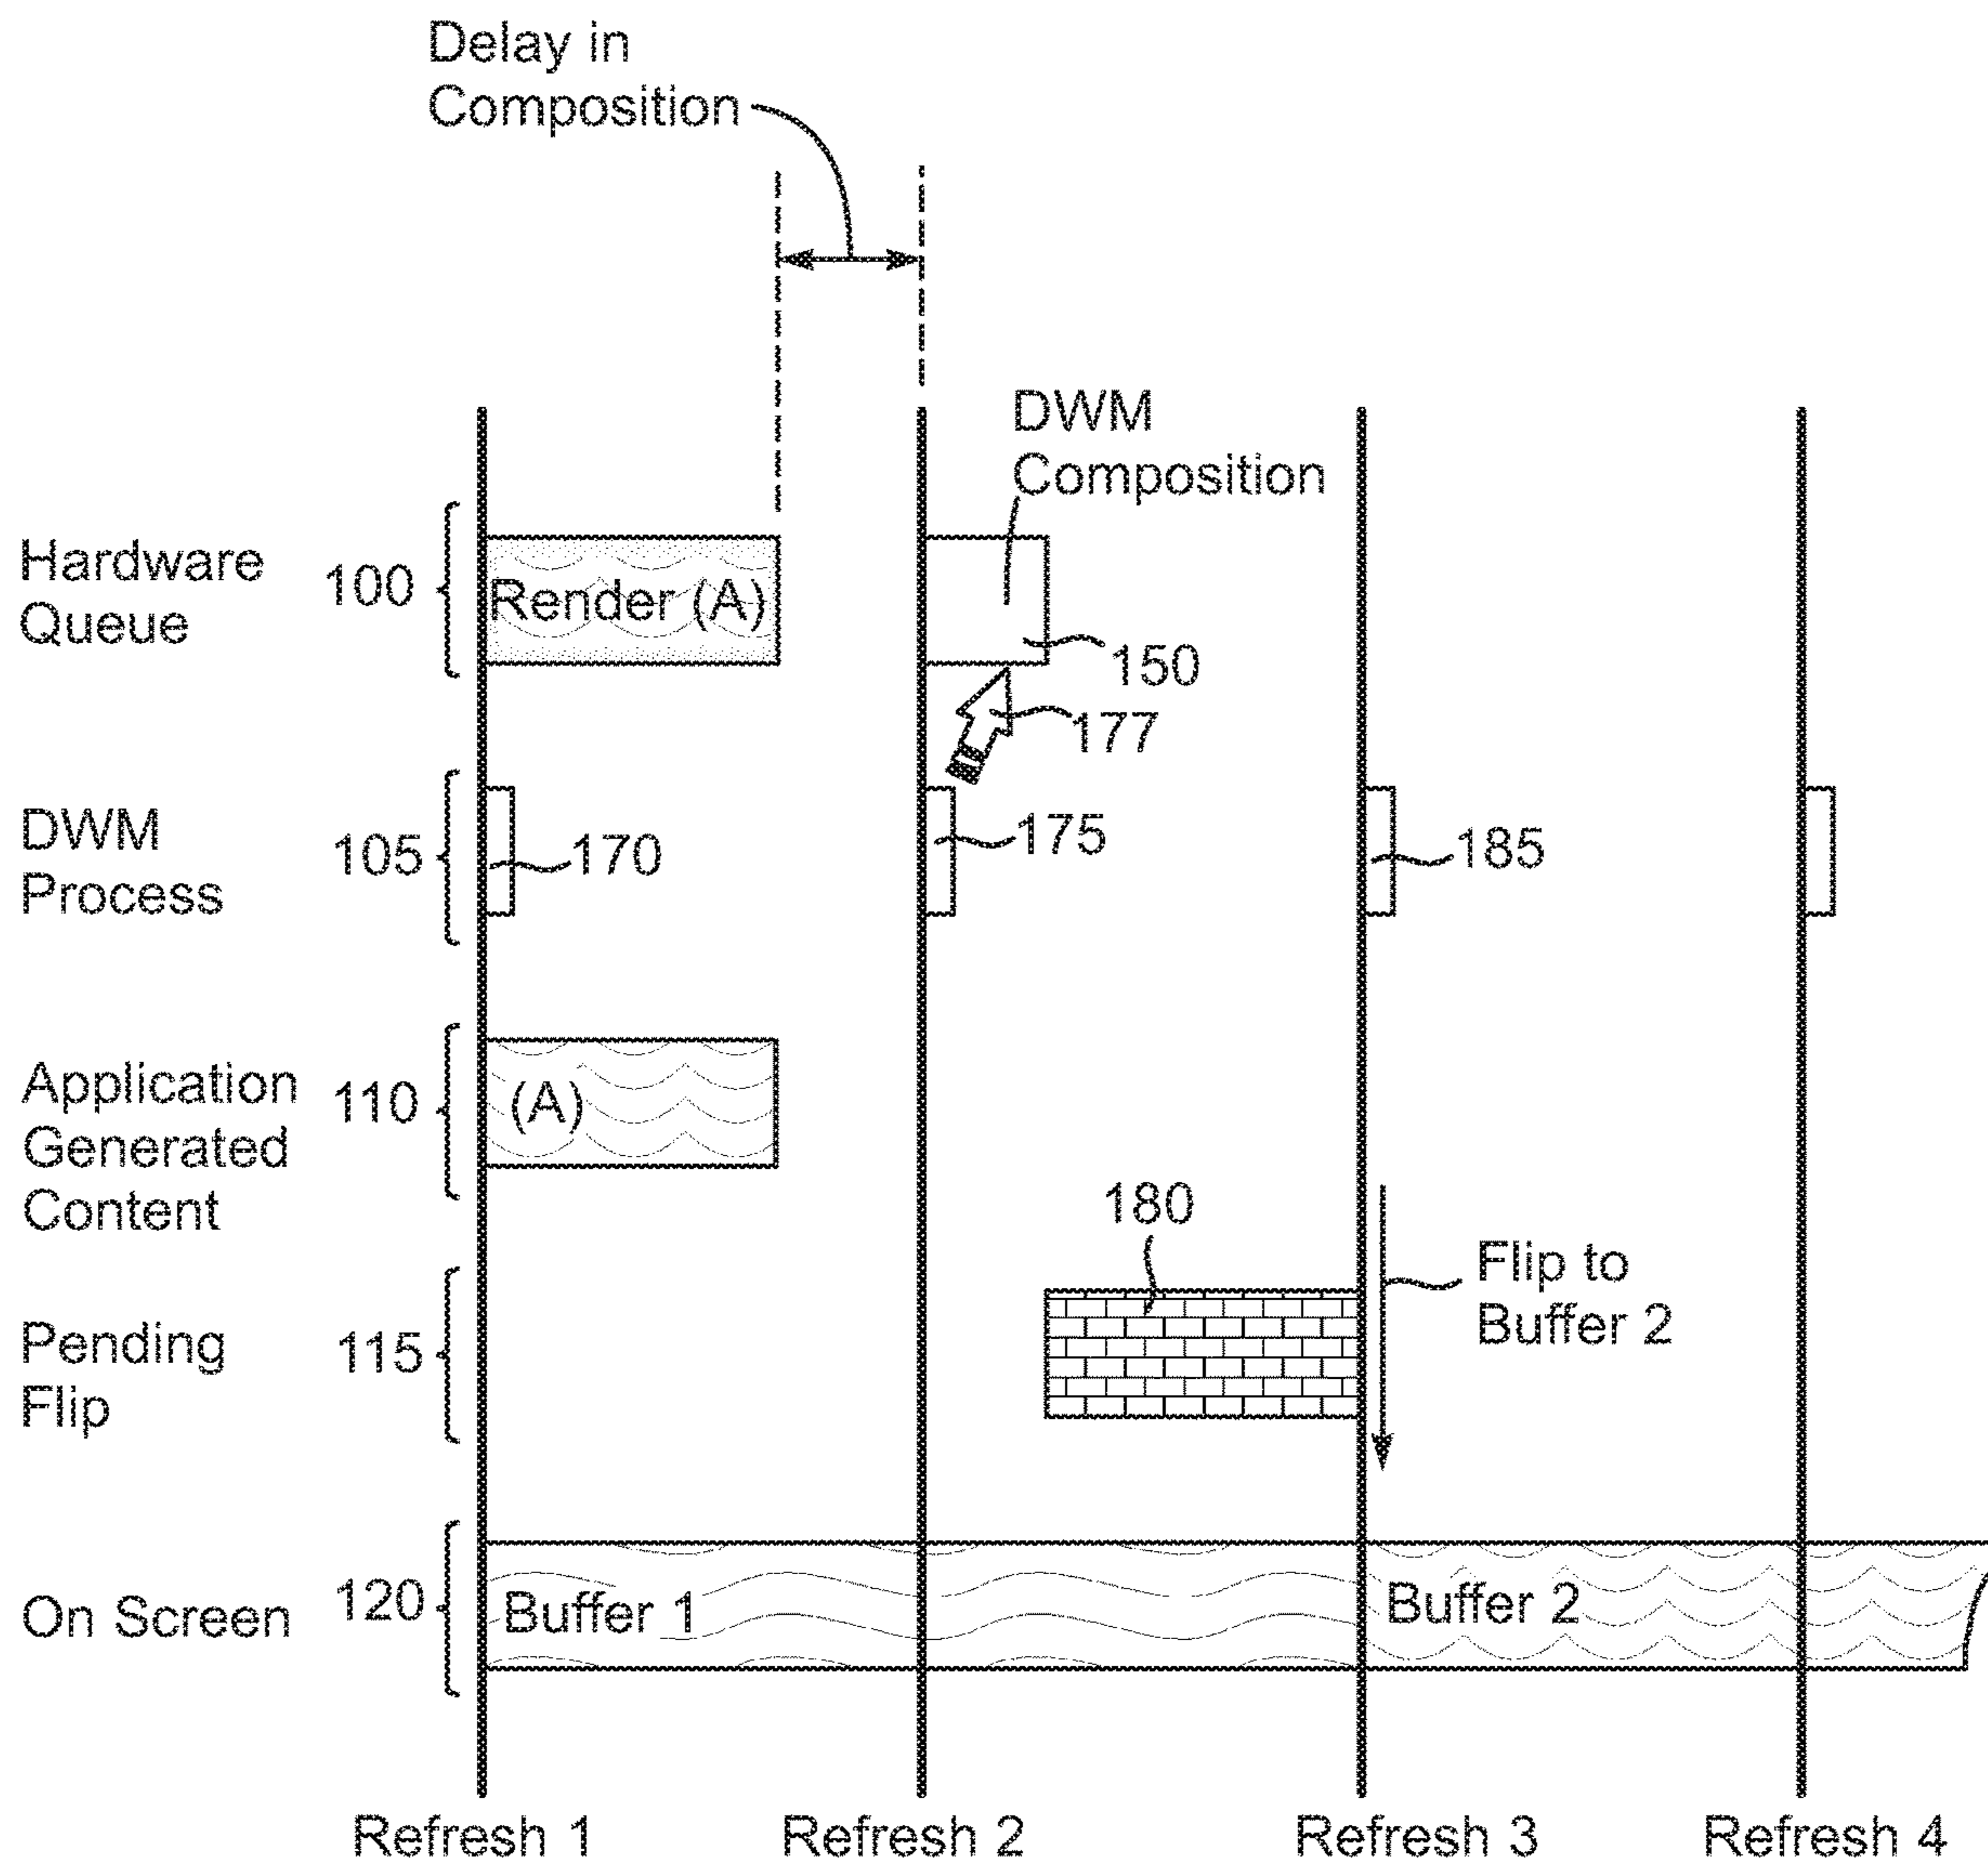 Delay in
Composition
DWM
Composition
Hardware
Queue
100
Render (A)
150
177
DWM
Process
105
170
175
185
Application
Generated
Content
110
(A)
180
Flip to
Buffer 2
Pending
Flip
115
On Screen
120
Buffer 1
Buffer 2
Refresh 1
Refresh 2
Refresh 3
Refresh 4